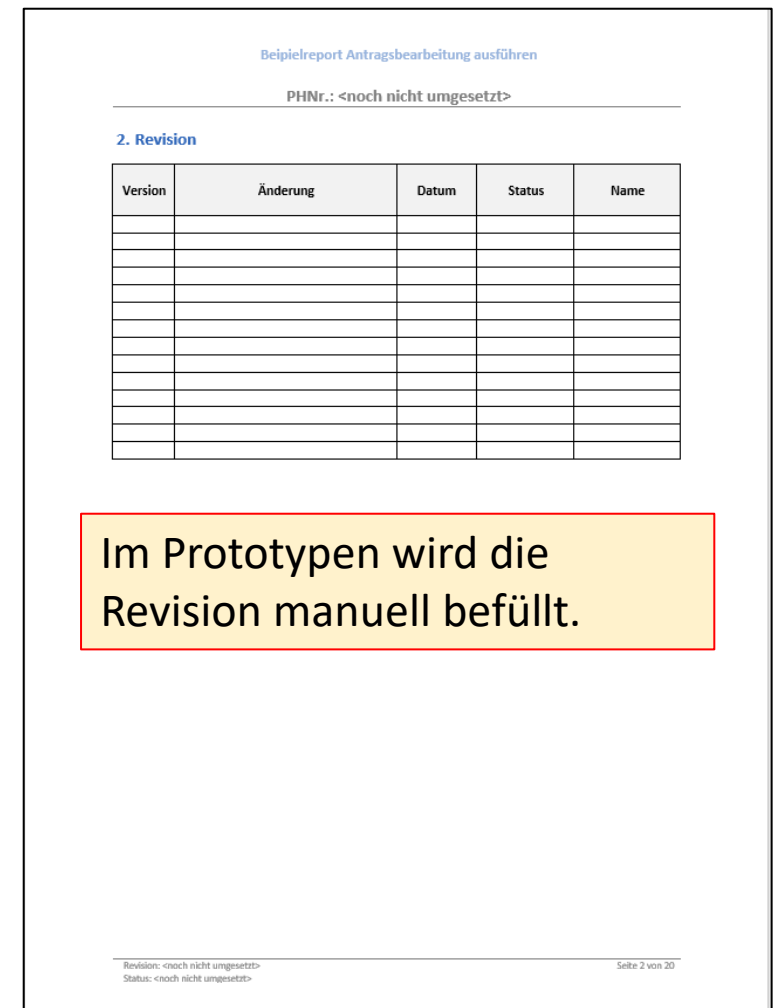 Beipielreport Antragsbearbeitung ausführen
PHNr.: <noch nicht umgesetzt>
2. Revision
Version Änderung Datum Status Name
Im Prototypen wird die
Revision manuell befüllt.
Revision: <noch nicht umgesetzt> Seite 2 von 20
Status: <noch nicht umgesetzt>